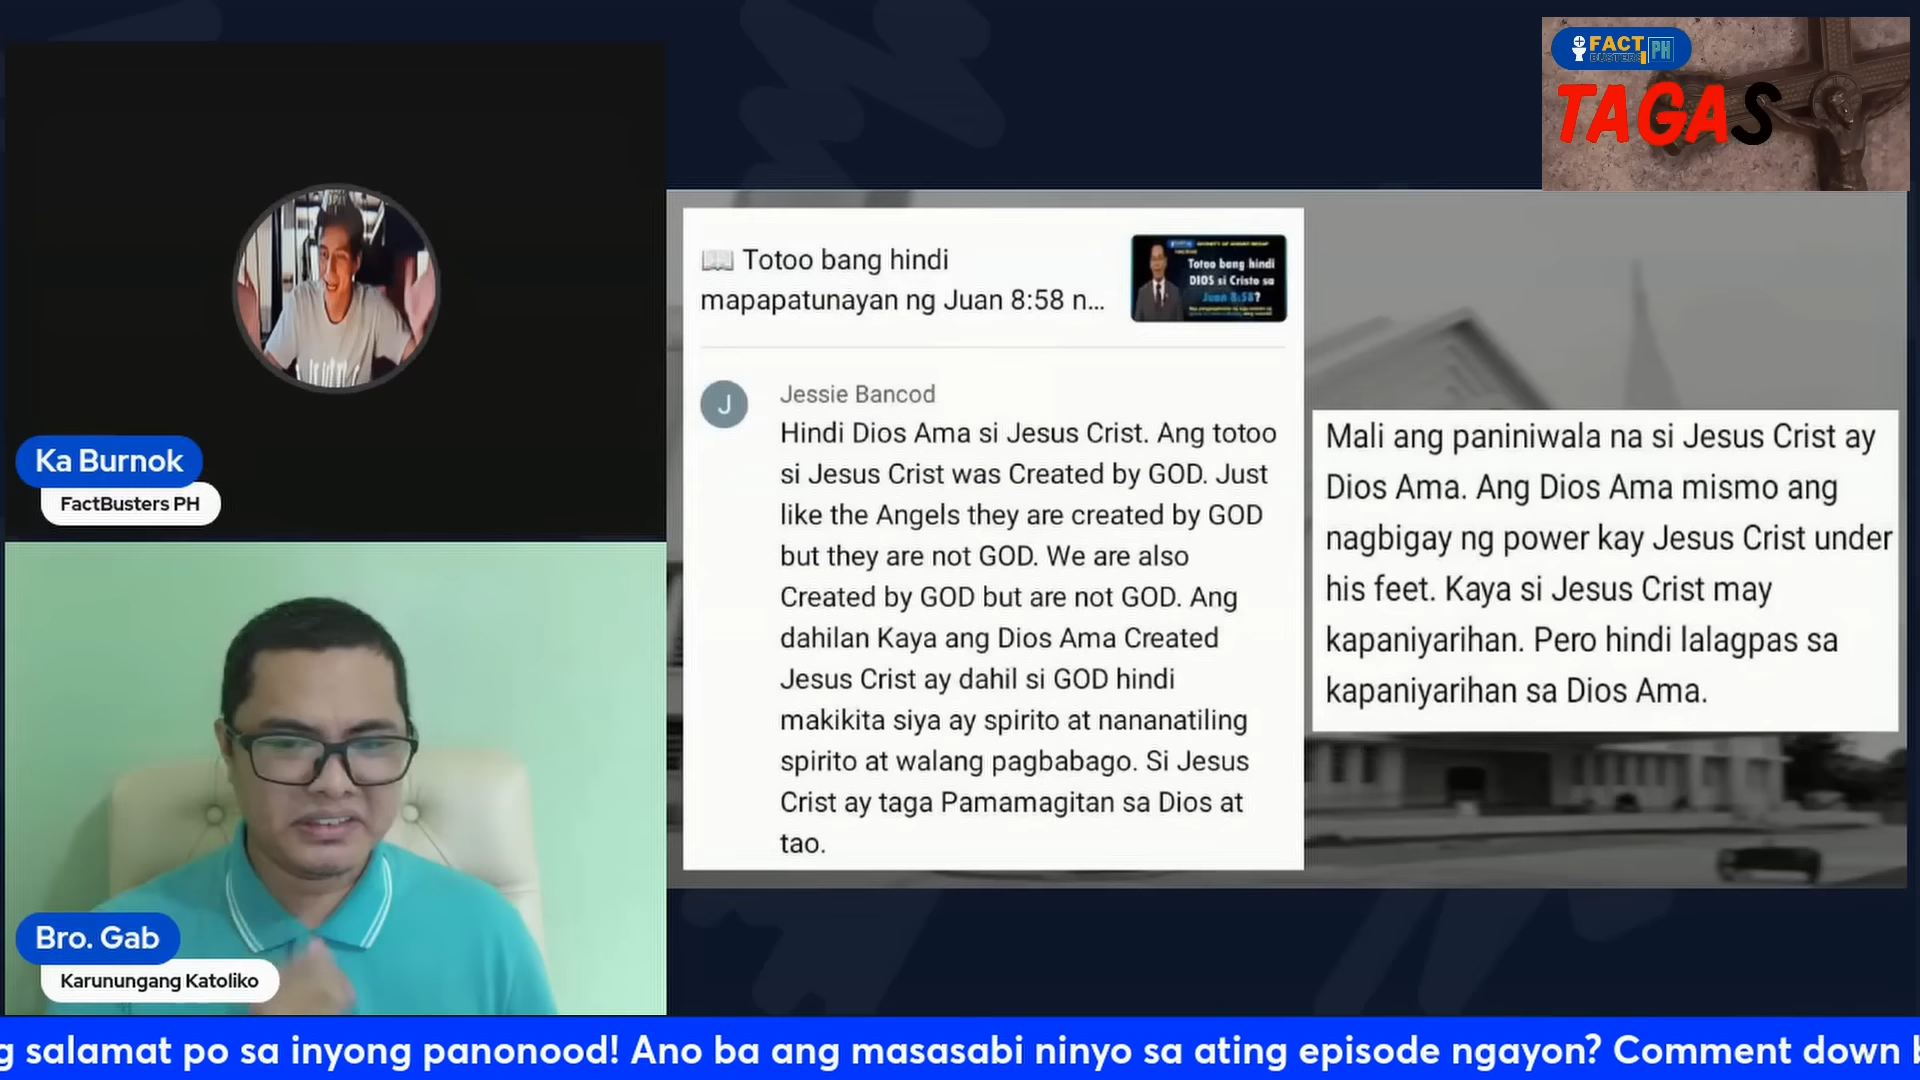 FACT
BUSTERS PH
TAGAS
📖 Totoo bang hindi
mapapatunayan ng Juan 8:58 n...
Totoo bang hindi
DIOS si Cristo sa
Juan 8:58?
J
Jessie Bancod
Hindi Dios Ama si Jesus Crist. Ang totoo
si Jesus Crist was Created by GOD. Just
like the Angels they are created by GOD
but they are not GOD. We are also
Created by GOD but are not GOD. Ang
dahilan Kaya ang Dios Ama Created
Jesus Crist ay dahil si GOD hindi
makikita siya ay spirito at nananatiling
spirito at walang pagbabago. Si Jesus
Crist ay taga Pamamagitan sa Dios at
tao.
Mali ang paniniwala na si Jesus Crist ay
Dios Ama. Ang Dios Ama mismo ang
nagbigay ng power kay Jesus Crist under
his feet. Kaya si Jesus Crist may
kapaniyarihan. Pero hindi lalagpas sa
kapaniyarihan sa Dios Ama.
Ka Burnok
FactBusters PH
Bro. Gab
Karunungang Katoliko
g salamat po sa inyong panonood! Ano ba ang masasabi ninyo sa ating episode ngayon? Comment down b